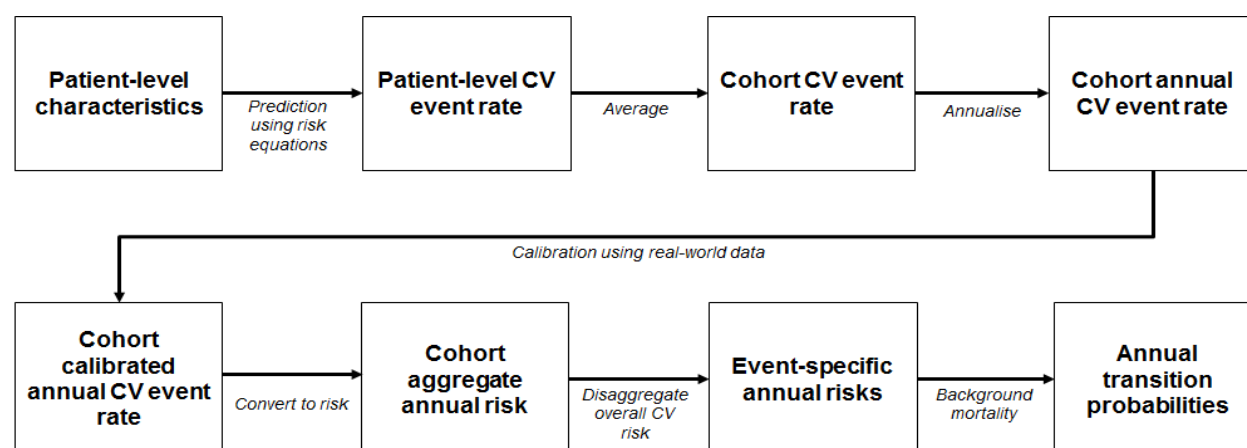 Patient-level
characteristics
Prediction
using risk
equations
Patient-level CV
event rate
Average
Cohort CV event
rate
Annualise
Cohort annual
CV event rate
Calibration using real-world data
Cohort
calibrated
annual CV event
rate
Convert to risk
Cohort
aggregate
annual risk
Disaggregate
overall CV
risk
Event-specific
annual risks
Background
mortality
Annual
transition
probabilities